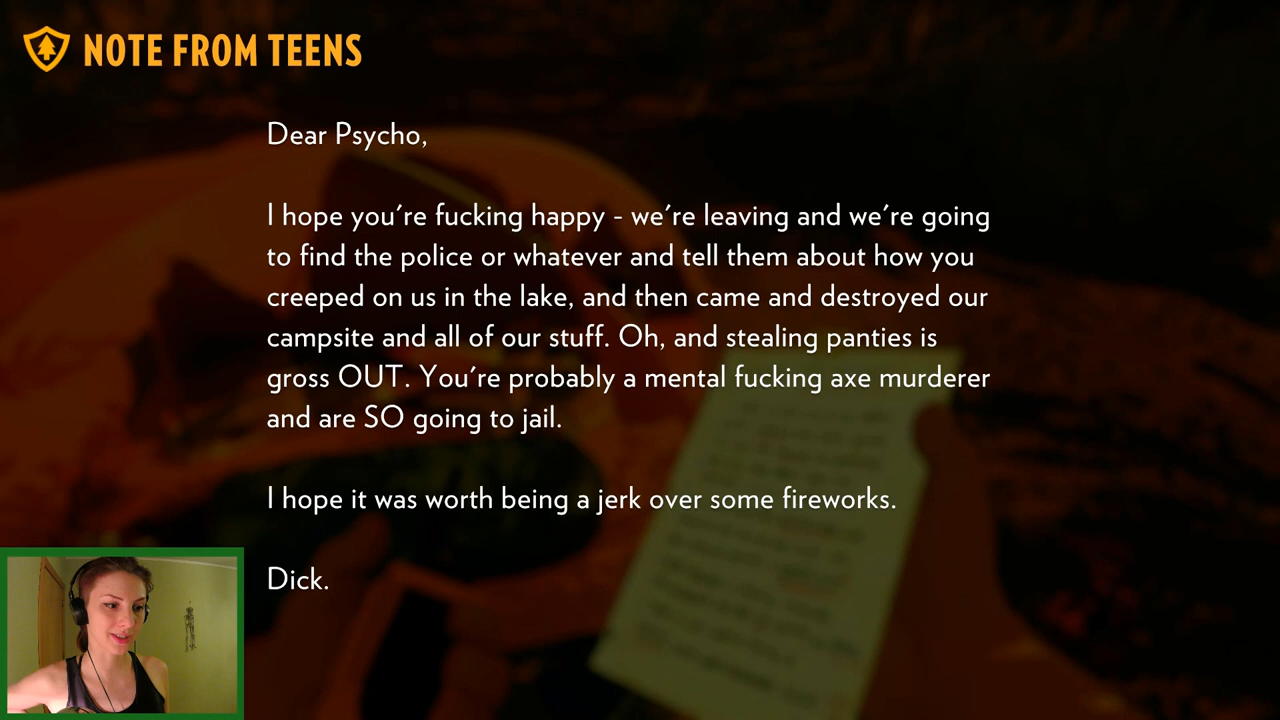 NOTE FROM TEENS
Dear Psycho,
I hope you're fucking happy - we're leaving and we're going
to find the police or whatever and tell them about how you
creeped on us in the lake, and then came and destroyed our
campsite and all of our stuff. Oh, and stealing panties is
gross OUT. You're probably a mental fucking axe murderer
and are SO going to jail.
I hope it was worth being a jerk over some fireworks.
Dick.